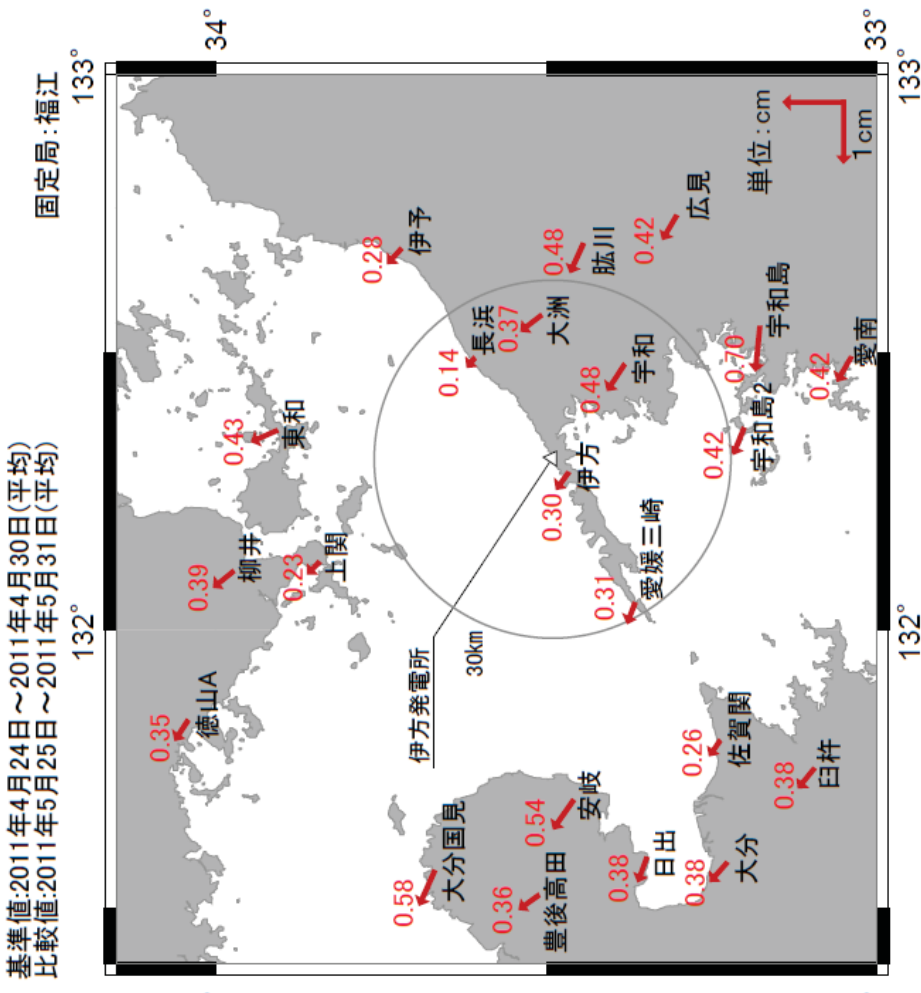 基準値:2011年4月24日～2011年4月30日(平均)
比較値:2011年5月25日～2011年5月31日(平均)
固定局:福江
132°
133°
34°
33°
132°
133°
0.35
徳山A
0.39
柳井
0.23
上関
0.43
東和
0.28
伊予
0.58
大分国見
0.36
豊後高田
0.54
安岐
0.38
日出
0.38
大分
0.26
佐賀関
0.38
臼杵
伊方発電所
30km
0.14
長浜
0.37
大洲
0.48
肱川
0.42
広見
0.30
伊方
0.48
宇和
0.31
愛媛三崎
0.42
宇和島2
0.70
宇和島
0.42
愛南
単位:cm
1cm